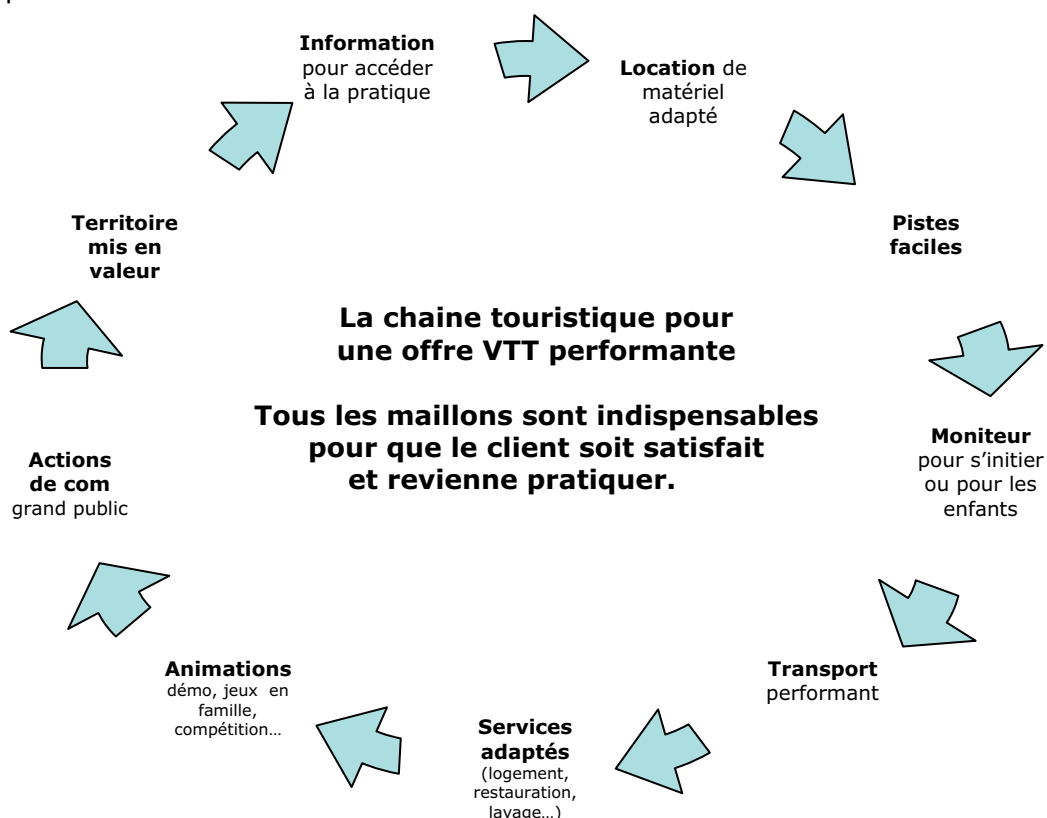 Information
pour accéder
à la pratique
Location de
matériel
adapté
Pistes
faciles
Moniteur
pour s’initier
ou pour les
enfants
Transport
performant
Services
adaptés
(logement,
restauration,
lavage…)
Animations
démo, jeux en
famille,
compétition…
Actions
de com
grand public
Territoire
mis en
valeur
La chaine touristique pour
une offre VTT performante
Tous les maillons sont indispensables
pour que le client soit satisfait
et revienne pratiquer.